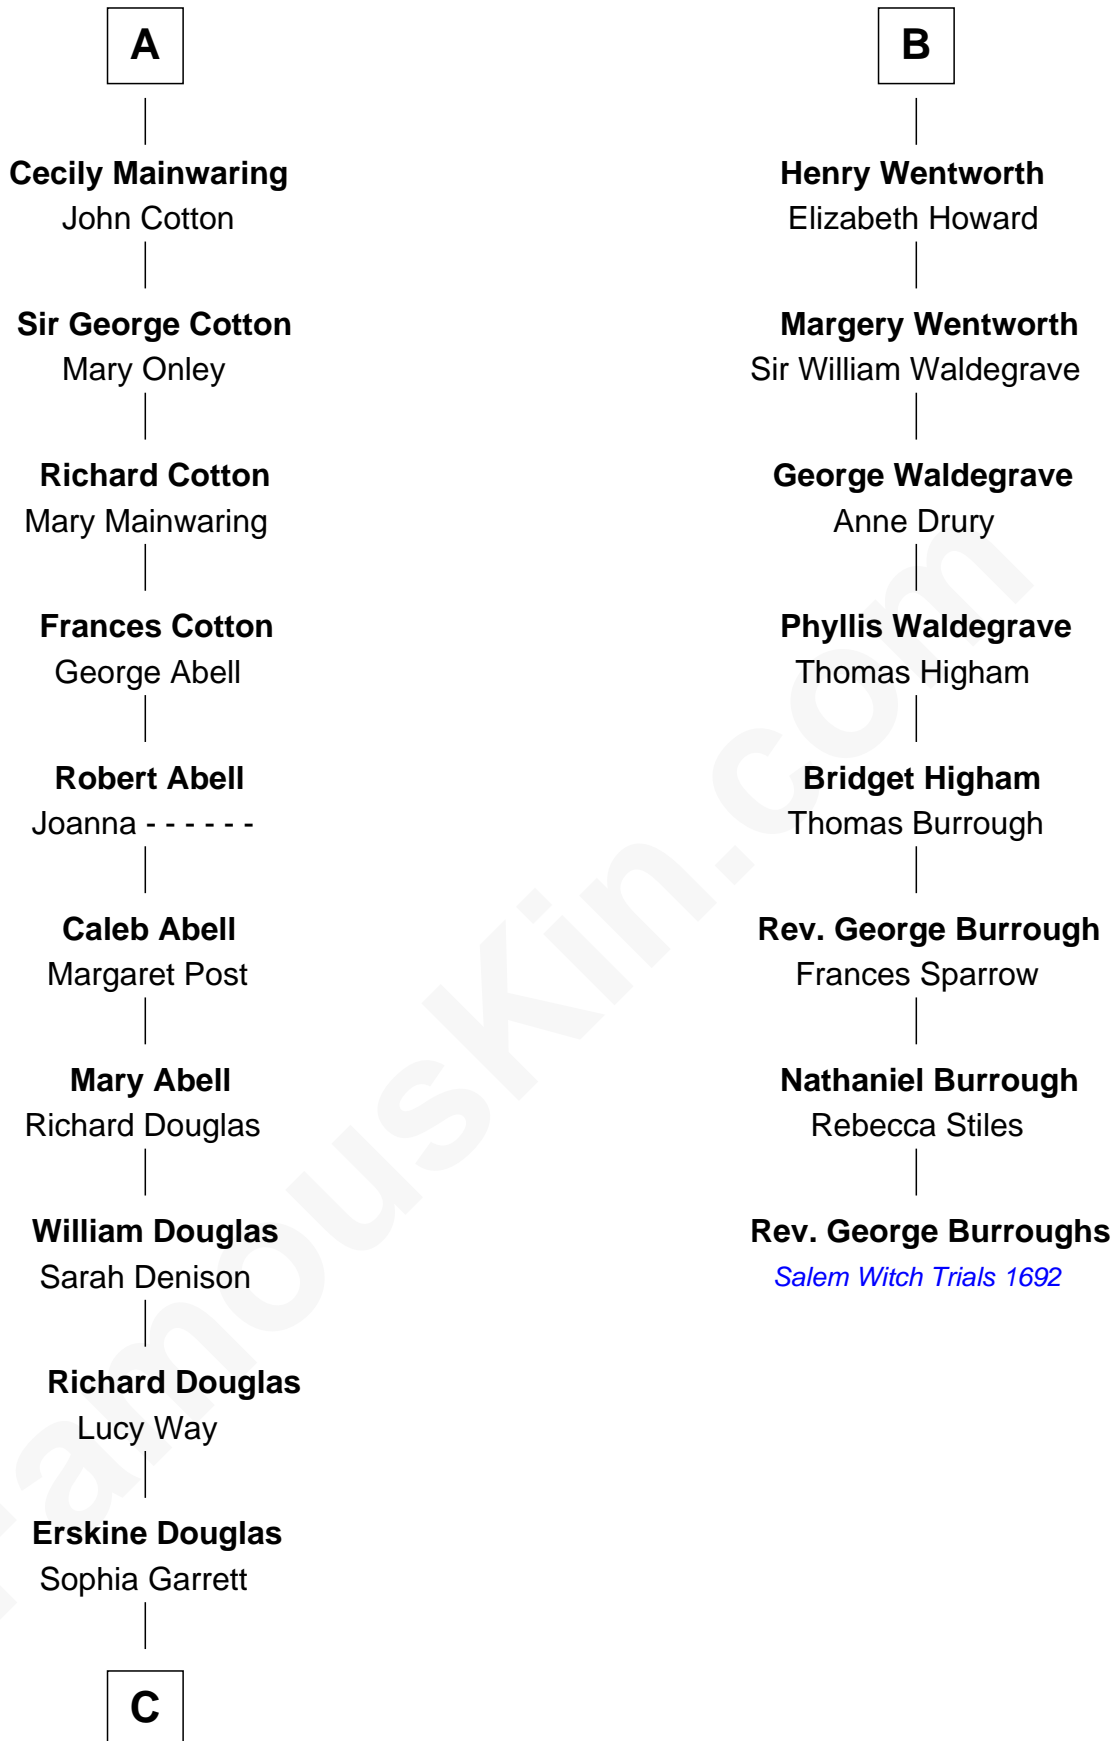 A
Cecily Mainwaring
John Cotton
Sir George Cotton
Mary Onley
Richard Cotton
Mary Mainwaring
Frances Cotton
George Abell
Robert Abell
Joanna - - - - - -
Caleb Abell
Margaret Post
Mary Abell
Richard Douglas
William Douglas
Sarah Denison
Richard Douglas
Lucy Way
Erskine Douglas
Sophia Garrett
C
B
Henry Wentworth
Elizabeth Howard
Margery Wentworth
Sir William Waldegrave
George Waldegrave
Anne Drury
Phyllis Waldegrave
Thomas Higham
Bridget Higham
Thomas Burrough
Rev. George Burrough
Frances Sparrow
Nathaniel Burrough
Rebecca Stiles
Rev. George Burroughs
Salem Witch Trials 1692
FamousKin.com